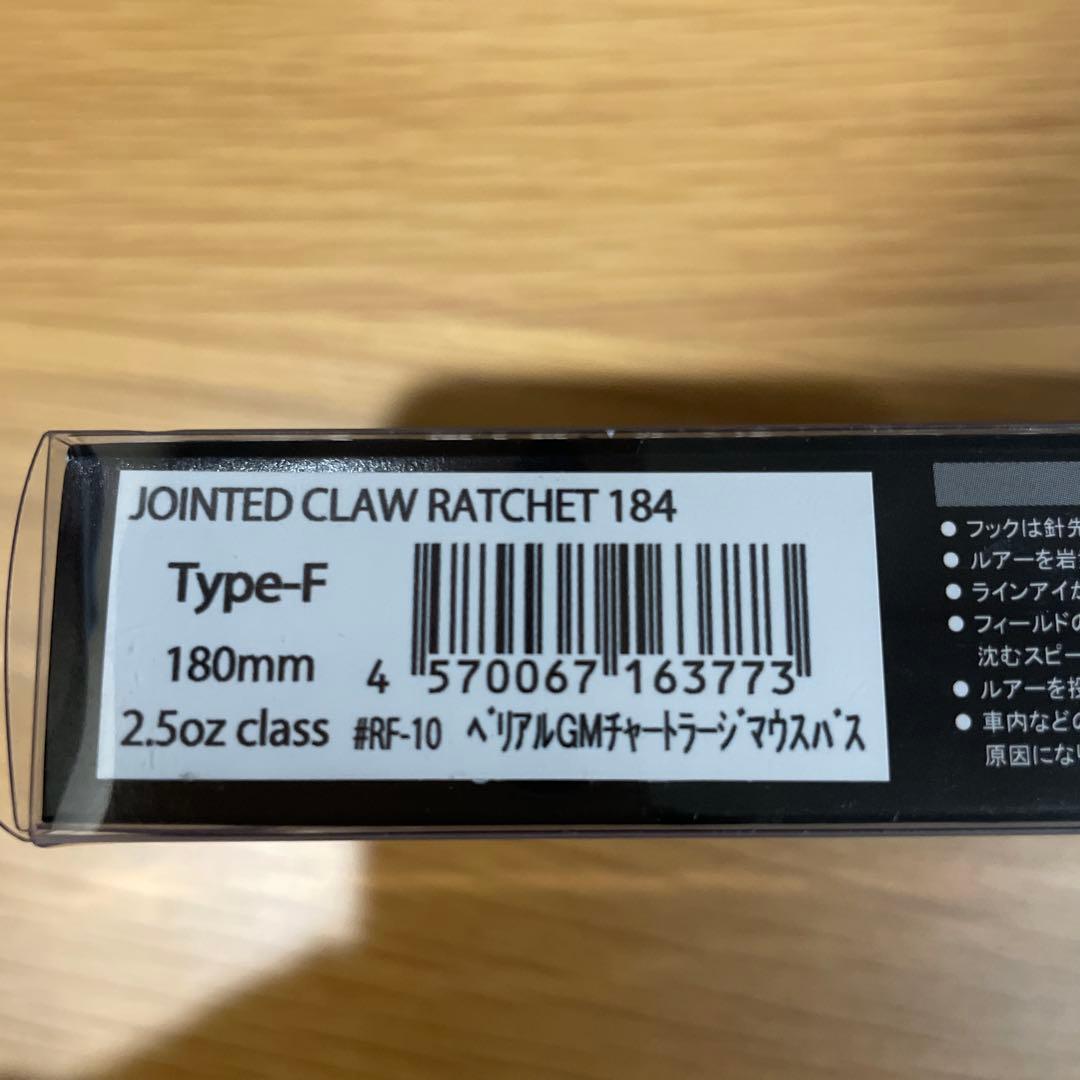 JOINTED CLAW RATCHET 184
Type-F
180mm
2.5oz class
4 570067 163773
#RF-10 ﾍﾞﾘｱﾙGMﾁｬｰﾄﾗｰｼﾞﾏｳｽﾊﾞｽ
● フックは針先
● ルアーを岩
● ラインアイが
● フィールドの
沈むスピー
● ルアーを投
● 車内などの
原因にない